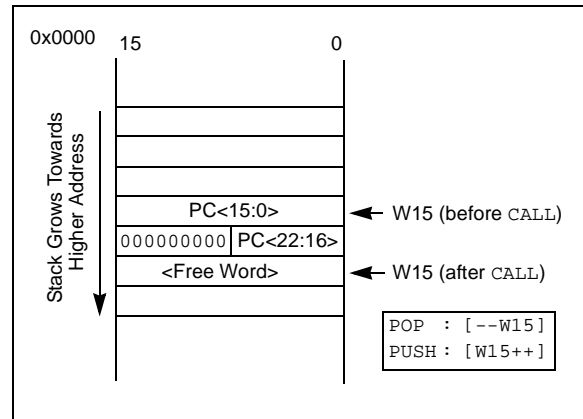 0x0000 15 0
Stack Grows Towards
Higher Address
PC<15:0> W15 (before CALL)
000000000 PC<22:16>
<Free Word> W15 (after CALL)
POP : [--W15]
PUSH : [W15++]